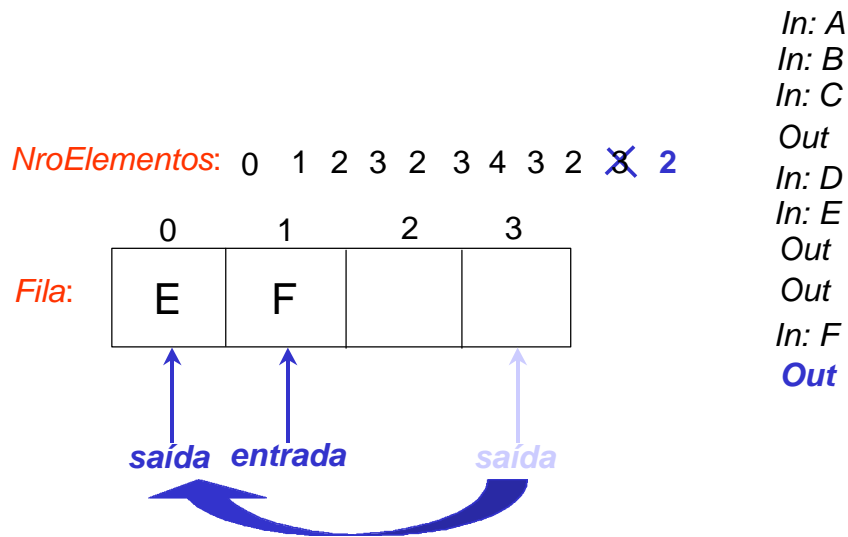 In: A
In: B
In: C
Out
In: D
In: E
Out
Out
In: F
Out
NroElementos: 0 1 2 3 2 3 4 3 2 3 2
0 1 2 3
Fila: E F
saída entrada saída